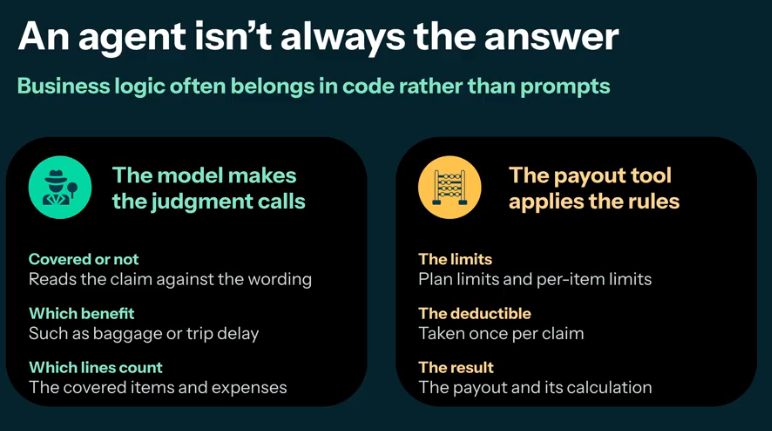 An agent isn’t always the answer
Business logic often belongs in code rather than prompts
The model makes
the judgment calls
Covered or not
Reads the claim against the wording
Which benefit
Such as baggage or trip delay
Which lines count
The covered items and expenses
The payout tool
applies the rules
The limits
Plan limits and per-item limits
The deductible
Taken once per claim
The result
The payout and its calculation